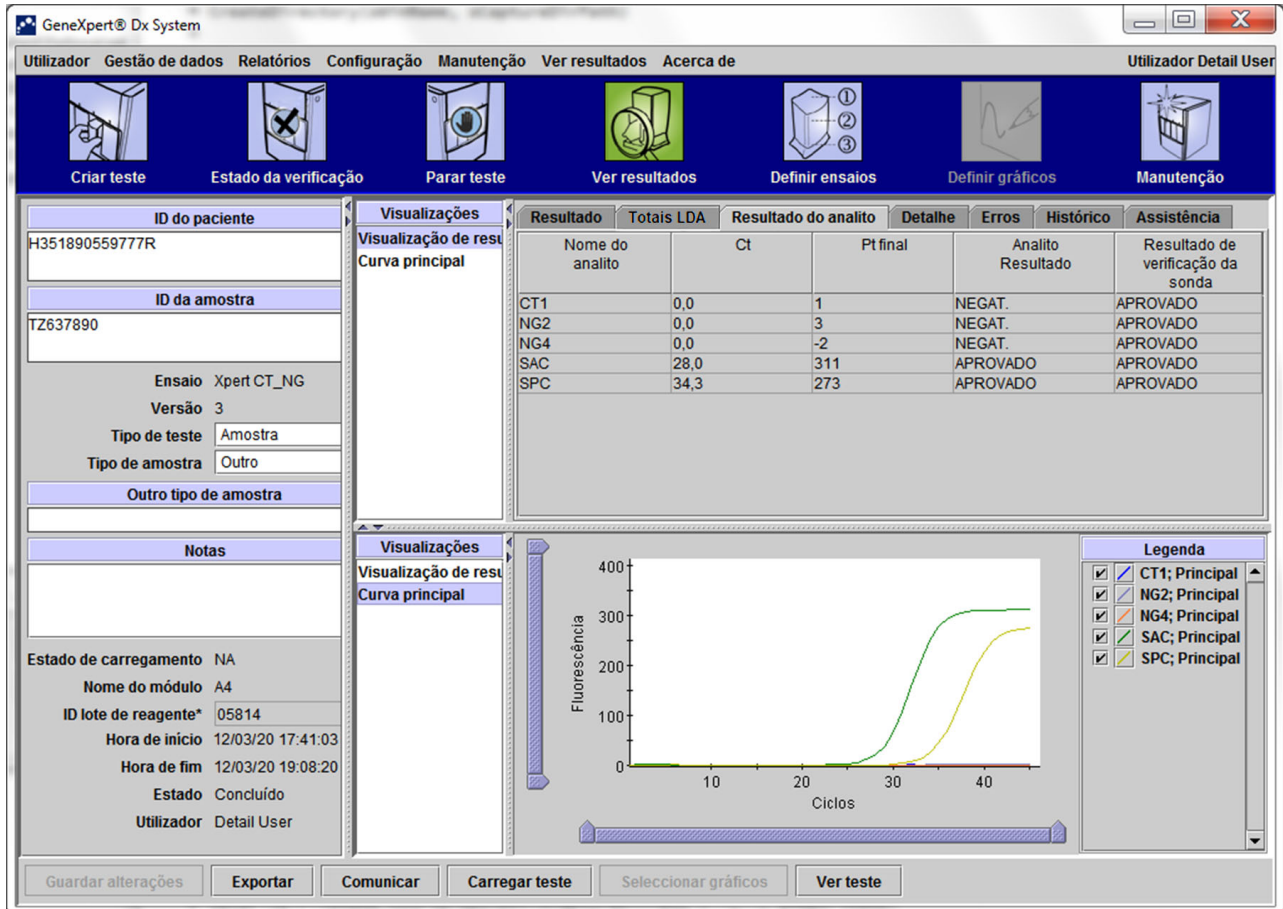 GeneXpert® Dx System
Utilizador Gestão de dados Relatórios Configuração Manutenção Ver resultados Acerca de Utilizador Detail User
① ② ③
Criar teste Estado da verificação Parar teste Ver resultados Definir ensaios Definir gráficos Manutenção
ID do paciente
H351890559777R
ID da amostra
TZ637890
Ensaio Xpert CT_NG
Versão 3
Tipo de teste Amostra
Tipo de amostra Outro
Outro tipo de amostra
Notas
Estado de carregamento NA
Nome do módulo A4
ID lote de reagente* 05814
Hora de início 12/03/20 17:41:03
Hora de fim 12/03/20 19:08:20
Estado Concluído
Utilizador Detail User
Visualizações
Visualização de resu
Curva principal
Resultado Totais LDA Resultado do analito Detalhe Erros Histórico Assistência
Nome do analito Ct Pt final Analito Resultado Resultado de verificação da sonda
CT1 0,0 1 NEGAT. APROVADO
NG2 0,0 3 NEGAT. APROVADO
NG4 0,0 -2 NEGAT. APROVADO
SAC 28,0 311 APROVADO APROVADO
SPC 34,3 273 APROVADO APROVADO
Visualizações
Visualização de resu
Curva principal
Fluorescência
400
300
200
100
0
10 20 30 40
Ciclos
Legenda
CT1; Principal
NG2; Principal
NG4; Principal
SAC; Principal
SPC; Principal
Guardar alterações Exportar Comunicar Carregar teste Seleccionar gráficos Ver teste